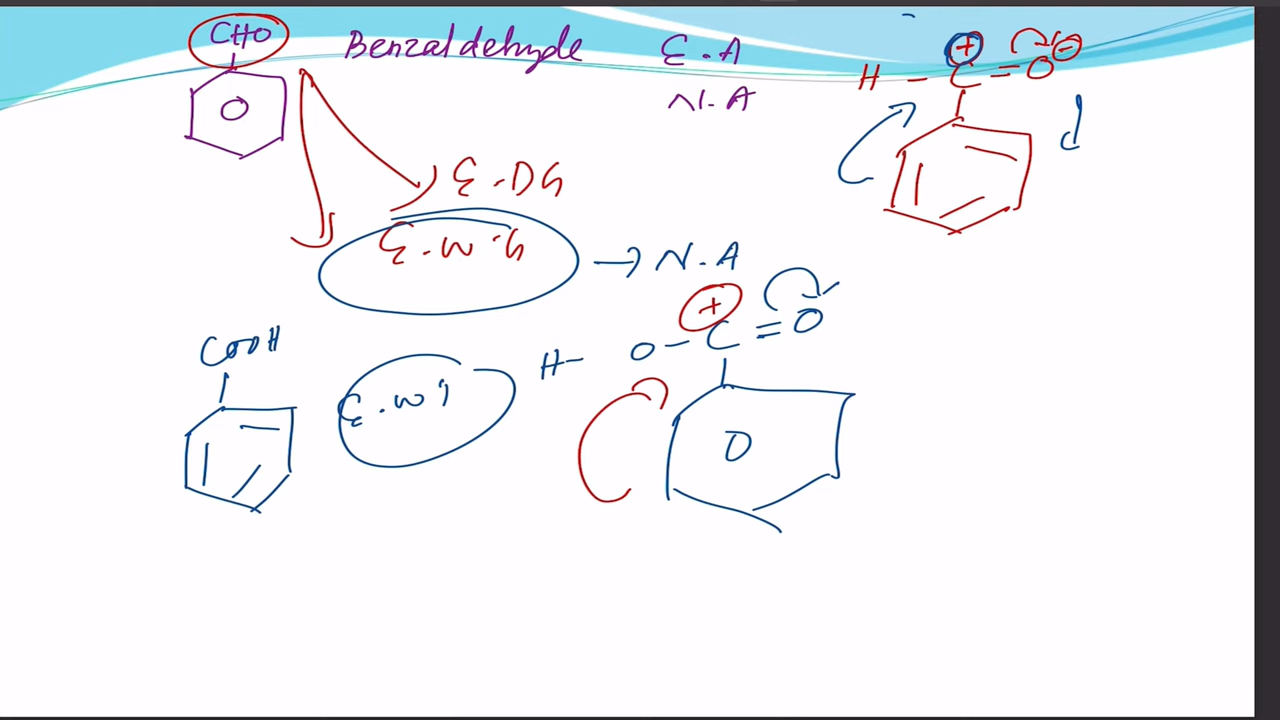 CHO
Benzaldehyde E.A
N.A
H - C = O
+
-
E.DG
E.W.G → N.A
COOH
E.W
H - O - C = O
+